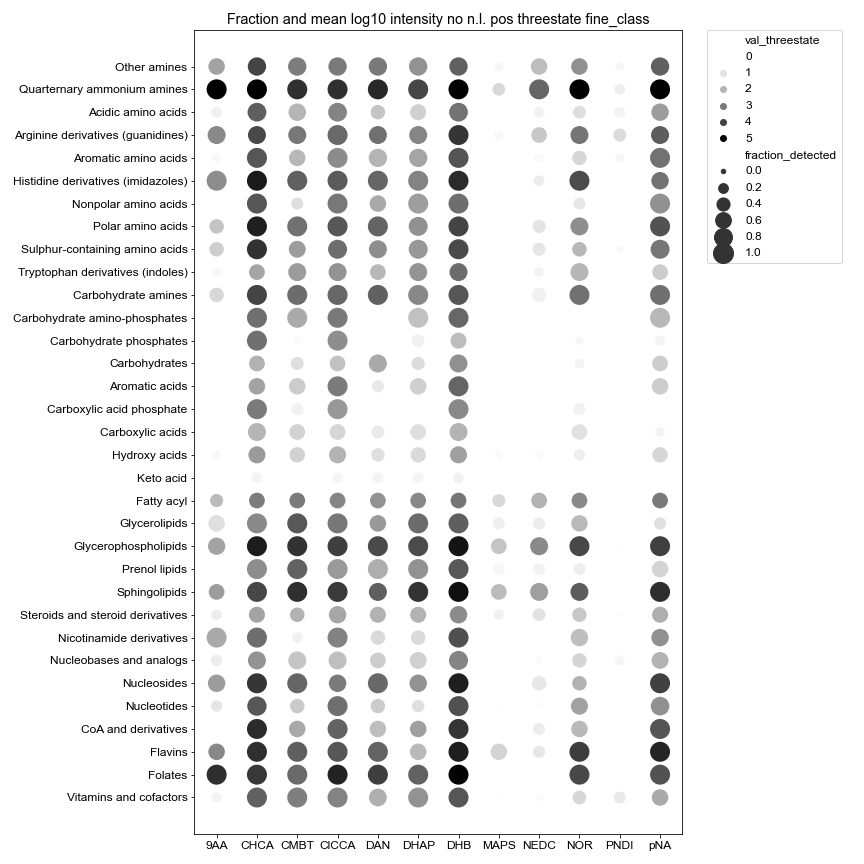 Fraction and mean log10 intensity no n.l. pos threestate fine_class
Other amines
Quarternary ammonium amines
Acidic amino acids
Arginine derivatives (guanidines)
Aromatic amino acids
Histidine derivatives (imidazoles)
Nonpolar amino acids
Polar amino acids
Sulphur-containing amino acids
Tryptophan derivatives (indoles)
Carbohydrate amines
Carbohydrate amino-phosphates
Carbohydrate phosphates
Carbohydrates
Aromatic acids
Carboxylic acid phosphate
Carboxylic acids
Hydroxy acids
Keto acid
Fatty acyl
Glycerolipids
Glycerophospholipids
Prenol lipids
Sphingolipids
Steroids and steroid derivatives
Nicotinamide derivatives
Nucleobases and analogs
Nucleosides
Nucleotides
CoA and derivatives
Flavins
Folates
Vitamins and cofactors
9AA CHCA CMBT ClCCA DAN DHAP DHB MAPS NEDC NOR PNDI pNA
val_threestate
0
1
2
3
4
5
fraction_detected
0.0
0.2
0.4
0.6
0.8
1.0